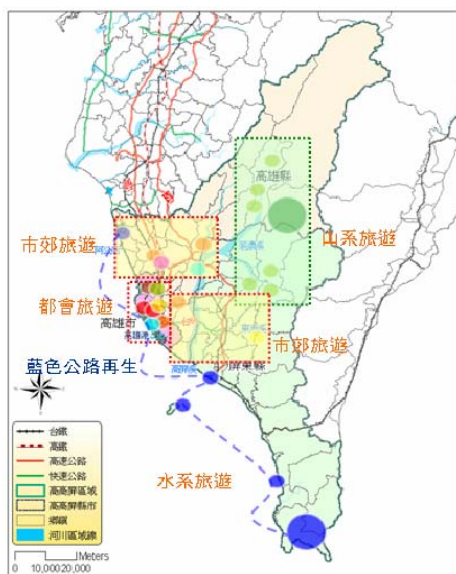 高雄縣
市郊旅遊
山系旅遊
都會旅遊
高雄市
市郊旅遊
藍色公路再生
屏東縣
水系旅遊
台鐵
高鐵
高速公路
快速公路
高高屏區域
高高屏縣市
鄉鎮
河川區域線
Meters
0 10,00020,000